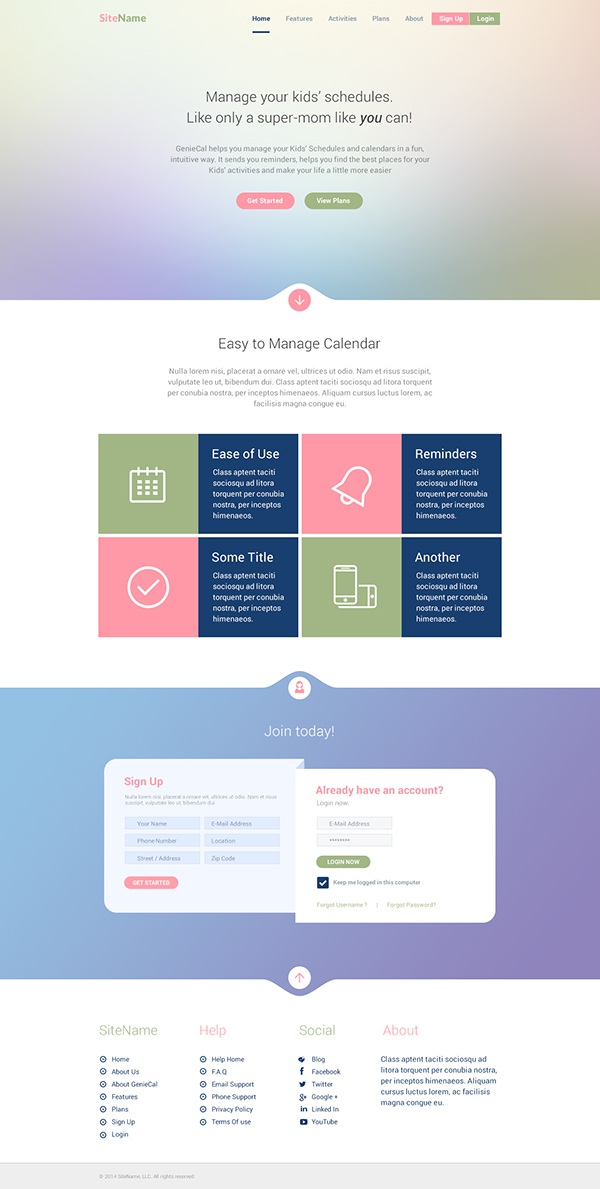 SiteName
Home Features Activities Plans About Sign Up Login
Manage your kids' schedules.
Like only a super-mom like you can!
GenieCal helps you manage your Kids' Schedules and calendars in a fun,
intuitive way. It sends you reminders, helps you find the best places for your
Kids' activities and make your life a little more easier
Get Started View Plans
Easy to Manage Calendar
Nulla lorem nisi, placerat a ornare vel, ultrices ut odio. Nam et risus suscipit,
vulputate leo ut, bibendum dui. Class aptent taciti sociosqu ad litora torquent
per conubia nostra, per inceptos himenaeos. Aliquam cursus luctus lorem, ac
facilisis magna congue eu.
Ease of Use
Class aptent taciti
sociosqu ad litora
torquent per conubia
nostra, per inceptos
himenaeos.
Reminders
Class aptent taciti
sociosqu ad litora
torquent per conubia
nostra, per inceptos
himenaeos.
Some Title
Class aptent taciti
sociosqu ad litora
torquent per conubia
nostra, per inceptos
himenaeos.
Another
Class aptent taciti
sociosqu ad litora
torquent per conubia
nostra, per inceptos
himenaeos.
Join today!
Sign Up
Nulla lorem nisi, placerat a ornare vel, ultrices ut odio. Nam et risus
suscipit, vulputate leo ut, bibendum dui
Your Name E-Mail Address
Phone Number Location
Street / Address Zip Code
GET STARTED
Already have an account?
Login now.
E-Mail Address
********
LOGIN NOW
Keep me logged in this computer
Forgot Username ? | Forgot Password?
SiteName
Home
About Us
About GenieCal
Features
Plans
Sign Up
Login
Help
Help Home
F.A.Q
Email Support
Phone Support
Privacy Policy
Terms Of use
Social
Blog
Facebook
Twitter
Google +
Linked In
YouTube
About
Class aptent taciti sociosqu ad
litora torquent per conubia nostra,
per inceptos himenaeos. Aliquam
cursus luctus lorem, ac facilisis
magna congue eu.
© 2014 SiteName, LLC. All rights reserved.